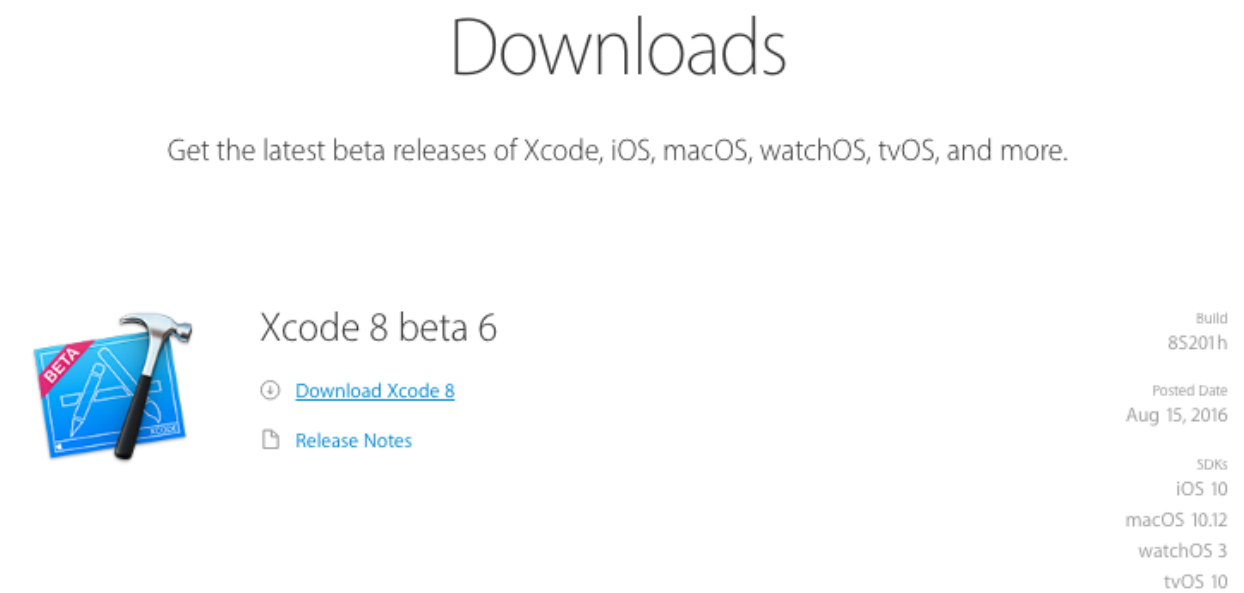 Downloads
Get the latest beta releases of Xcode, iOS, macOS, watchOS, tvOS, and more.
BETA
XCODE
Xcode 8 beta 6
Download Xcode 8
Release Notes
Build
8S201h
Posted Date
Aug 15, 2016
SDKs
iOS 10
macOS 10.12
watchOS 3
tvOS 10